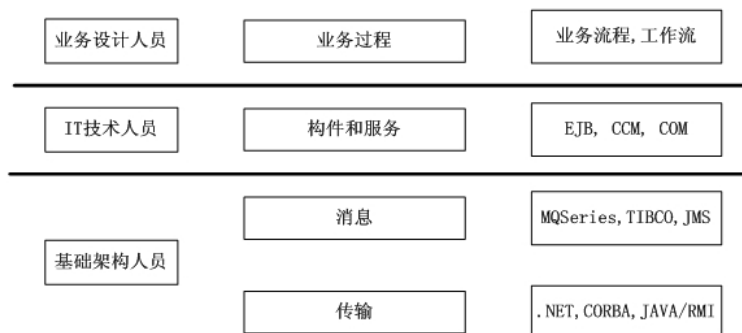 业务设计人员
业务过程
业务流程,工作流
IT技术人员
构件和服务
EJB, CCM, COM
基础架构人员
消息
MQSeries,TIBCO,JMS
传输
.NET,CORBA,JAVA/RMI